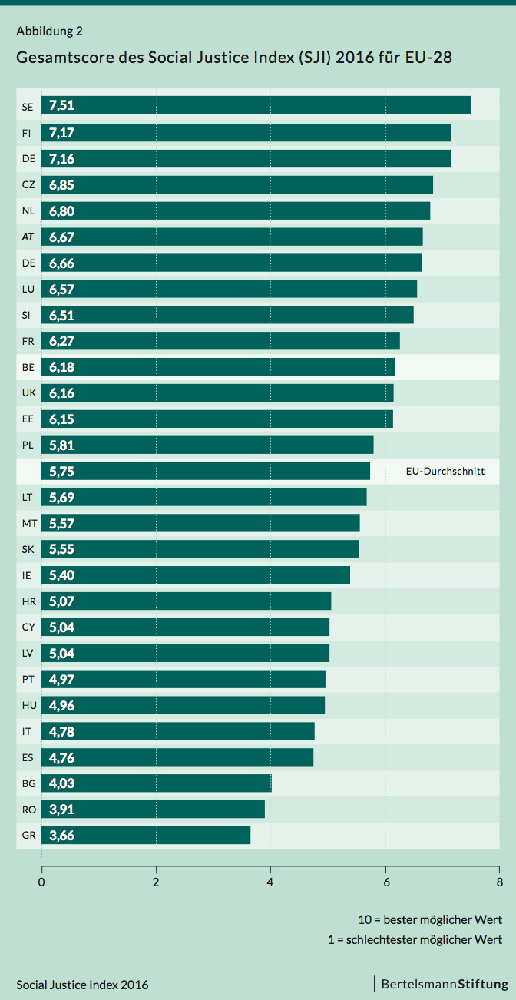 Abbildung 2
Gesamtscore des Social Justice Index (SJI) 2016 für EU-28
SE 7,51
FI 7,17
DE 7,16
CZ 6,85
NL 6,80
AT 6,67
DE 6,66
LU 6,57
SI 6,51
FR 6,27
BE 6,18
UK 6,16
EE 6,15
PL 5,81
5,75 EU-Durchschnitt
LT 5,69
MT 5,57
SK 5,55
IE 5,40
HR 5,07
CY 5,04
LV 5,04
PT 4,97
HU 4,96
IT 4,78
ES 4,76
BG 4,03
RO 3,91
GR 3,66
0 2 4 6 8
10 = bester möglicher Wert
1 = schlechtester möglicher Wert
Social Justice Index 2016 BertelsmannStiftung